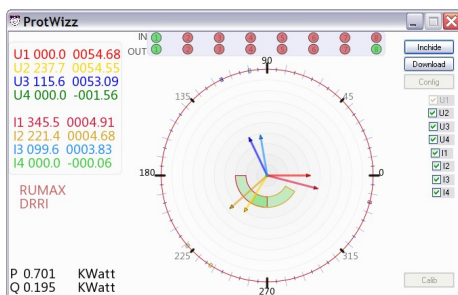 ProtWizz
IN 1 2 3 4 5 6 7 8
OUT 1 2 3 4 5 6 7 8
U1 000.0 0054.68
U2 237.7 0054.55
U3 115.6 0053.09
U4 000.0 -001.56
I1 345.5 0004.91
I2 221.4 0004.68
I3 099.6 0003.83
I4 000.0 -000.06
RUMAX
DRRI
P 0.701 KWatt
Q 0.195 KWatt
90
135
45
180
0
225
315
270
Inchide
Download
Config
U1
U2
U3
U4
I1
I2
I3
I4
Calib